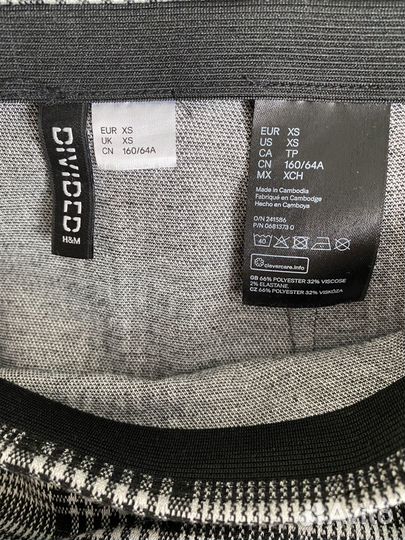 DIVIDED
H&M
EUR XS
UK XS
CN 160/64A
EUR XS
US XS
CA TP
CN 160/64A
MX XCH
Made in Cambodia
Fabriqué en Cambodge
Hecho en Camboya
O/N 241586
P/N 0681373 0
40
clevercare.info
GB 66% POLYESTER 32% VISCOSE
2% ELASTANE.
CZ 66% POLYESTER 32% VISKÓZA
Avito